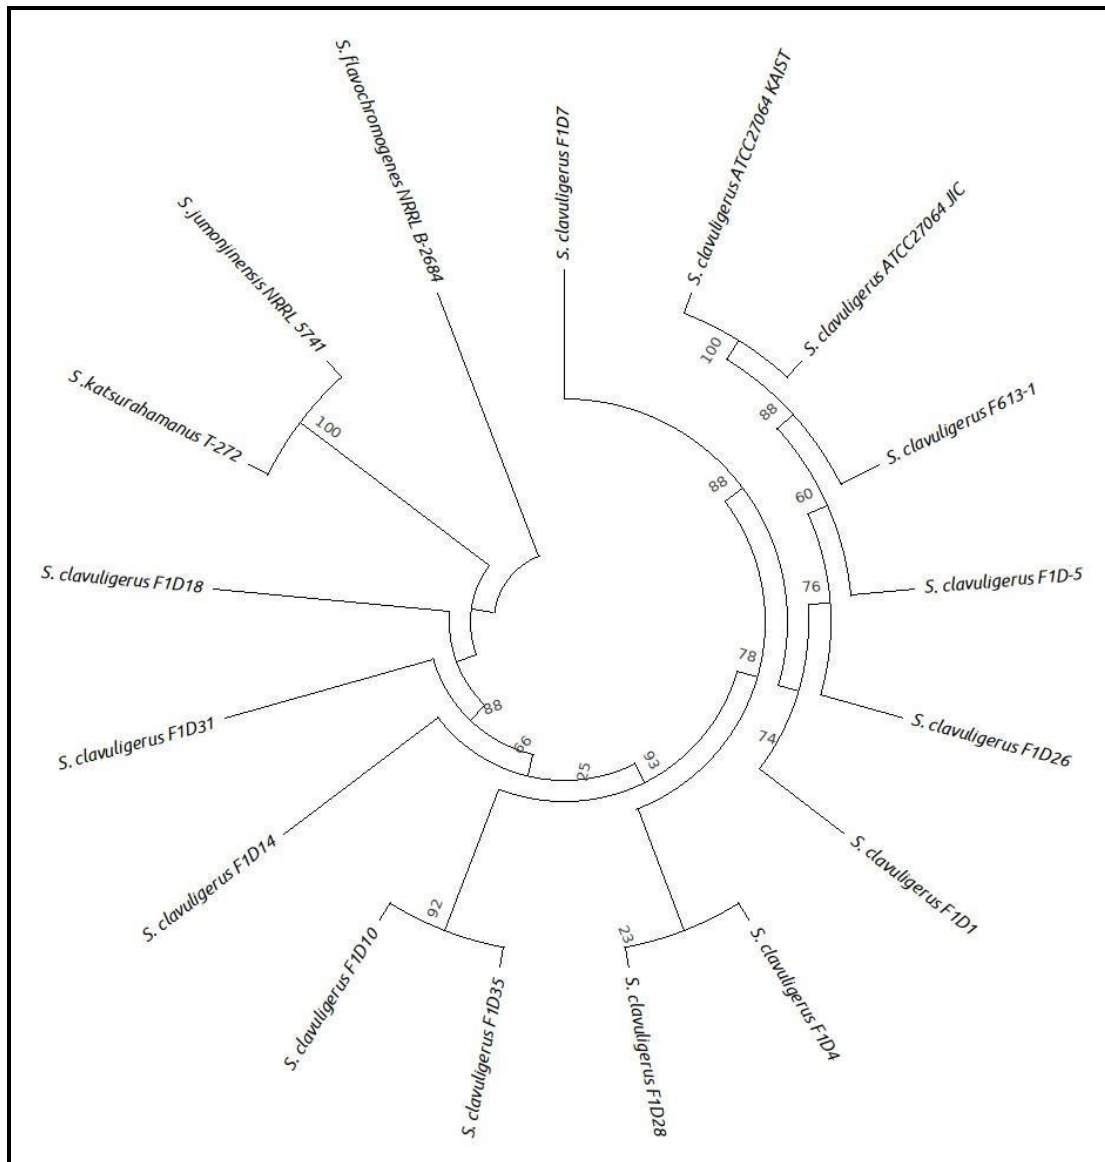 S. flavochromogenes NRRL B-2684
S. clavuligerus F1D7
S. clavuligerus ATCC27064 KAIST
S. clavuligerus ATCC27064 JIC
S. clavuligerus F613-1
S. clavuligerus F1D-5
S. clavuligerus F1D26
S. clavuligerus F1D1
S. clavuligerus F1D4
S. clavuligerus F1D28
S. clavuligerus F1D35
S. clavuligerus F1D10
S. clavuligerus F1D14
S. clavuligerus F1D31
S. clavuligerus F1D18
S .katsurahamanus T-272
S .jumonjinensis NRRL 5741
100
88
60
76
74
88
78
93
25
66
88
23
92
100